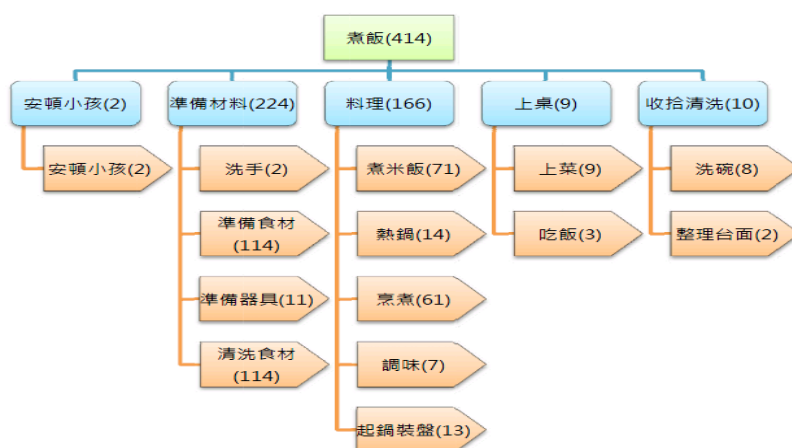 煮飯(414)
安頓小孩(2)
準備材料(224)
料理(166)
上桌(9)
收拾清洗(10)
安頓小孩(2)
洗手(2)
準備食材
(114)
準備器具(11)
清洗食材
(114)
煮米飯(71)
熱鍋(14)
烹煮(61)
調味(7)
起鍋裝盤(13)
上菜(9)
吃飯(3)
洗碗(8)
整理台面(2)